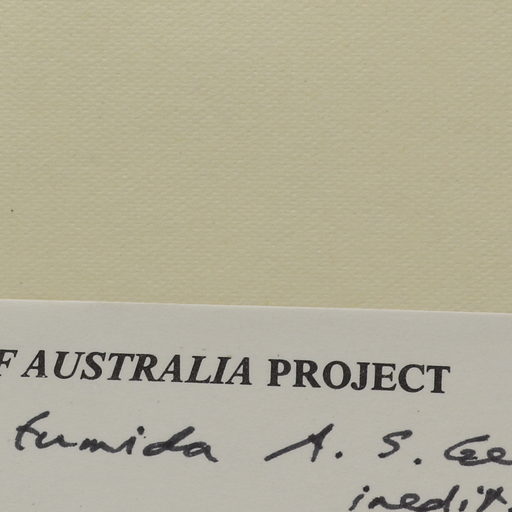 F AUSTRALIA PROJECT
tumida A. S. Ge
inedit.